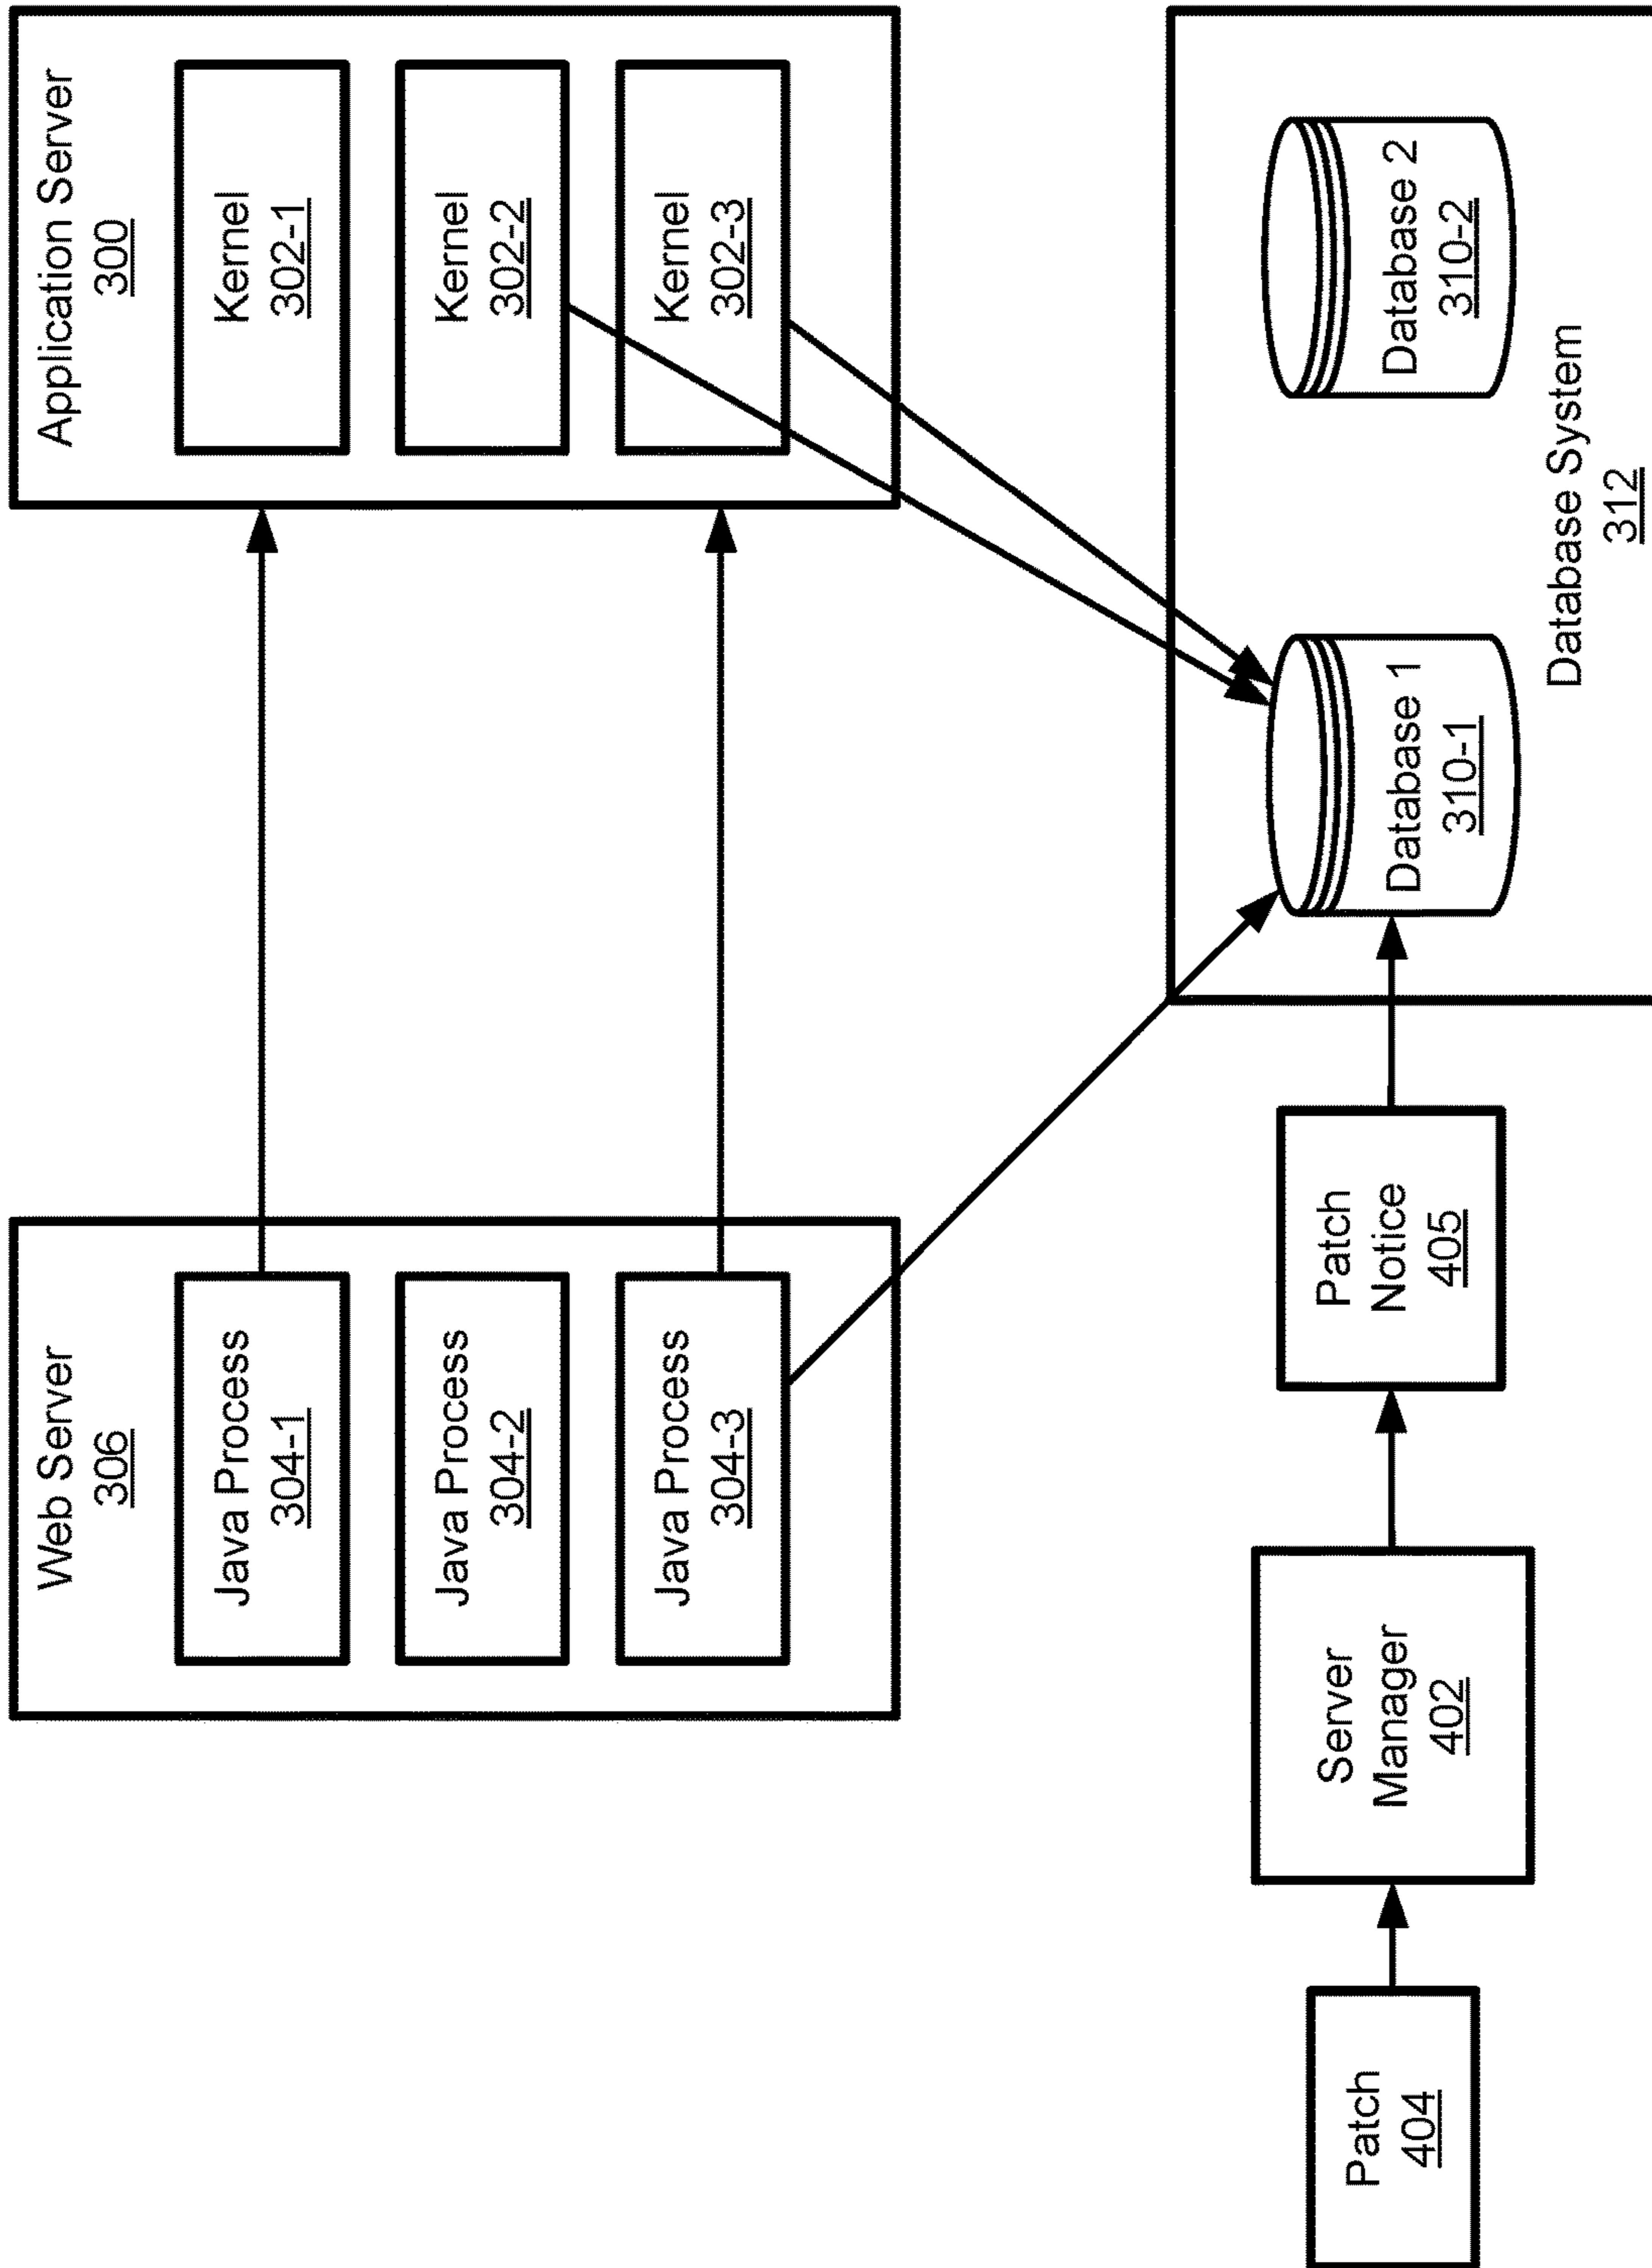 Web Server
306
Java Process
304-1
Java Process
304-2
Java Process
304-3
Application Server
300
Kernel
302-1
Kernel
302-2
Kernel
302-3
Patch
404
Server
Manager
402
Patch
Notice
405
Database 1
310-1
Database 2
310-2
Database System
312